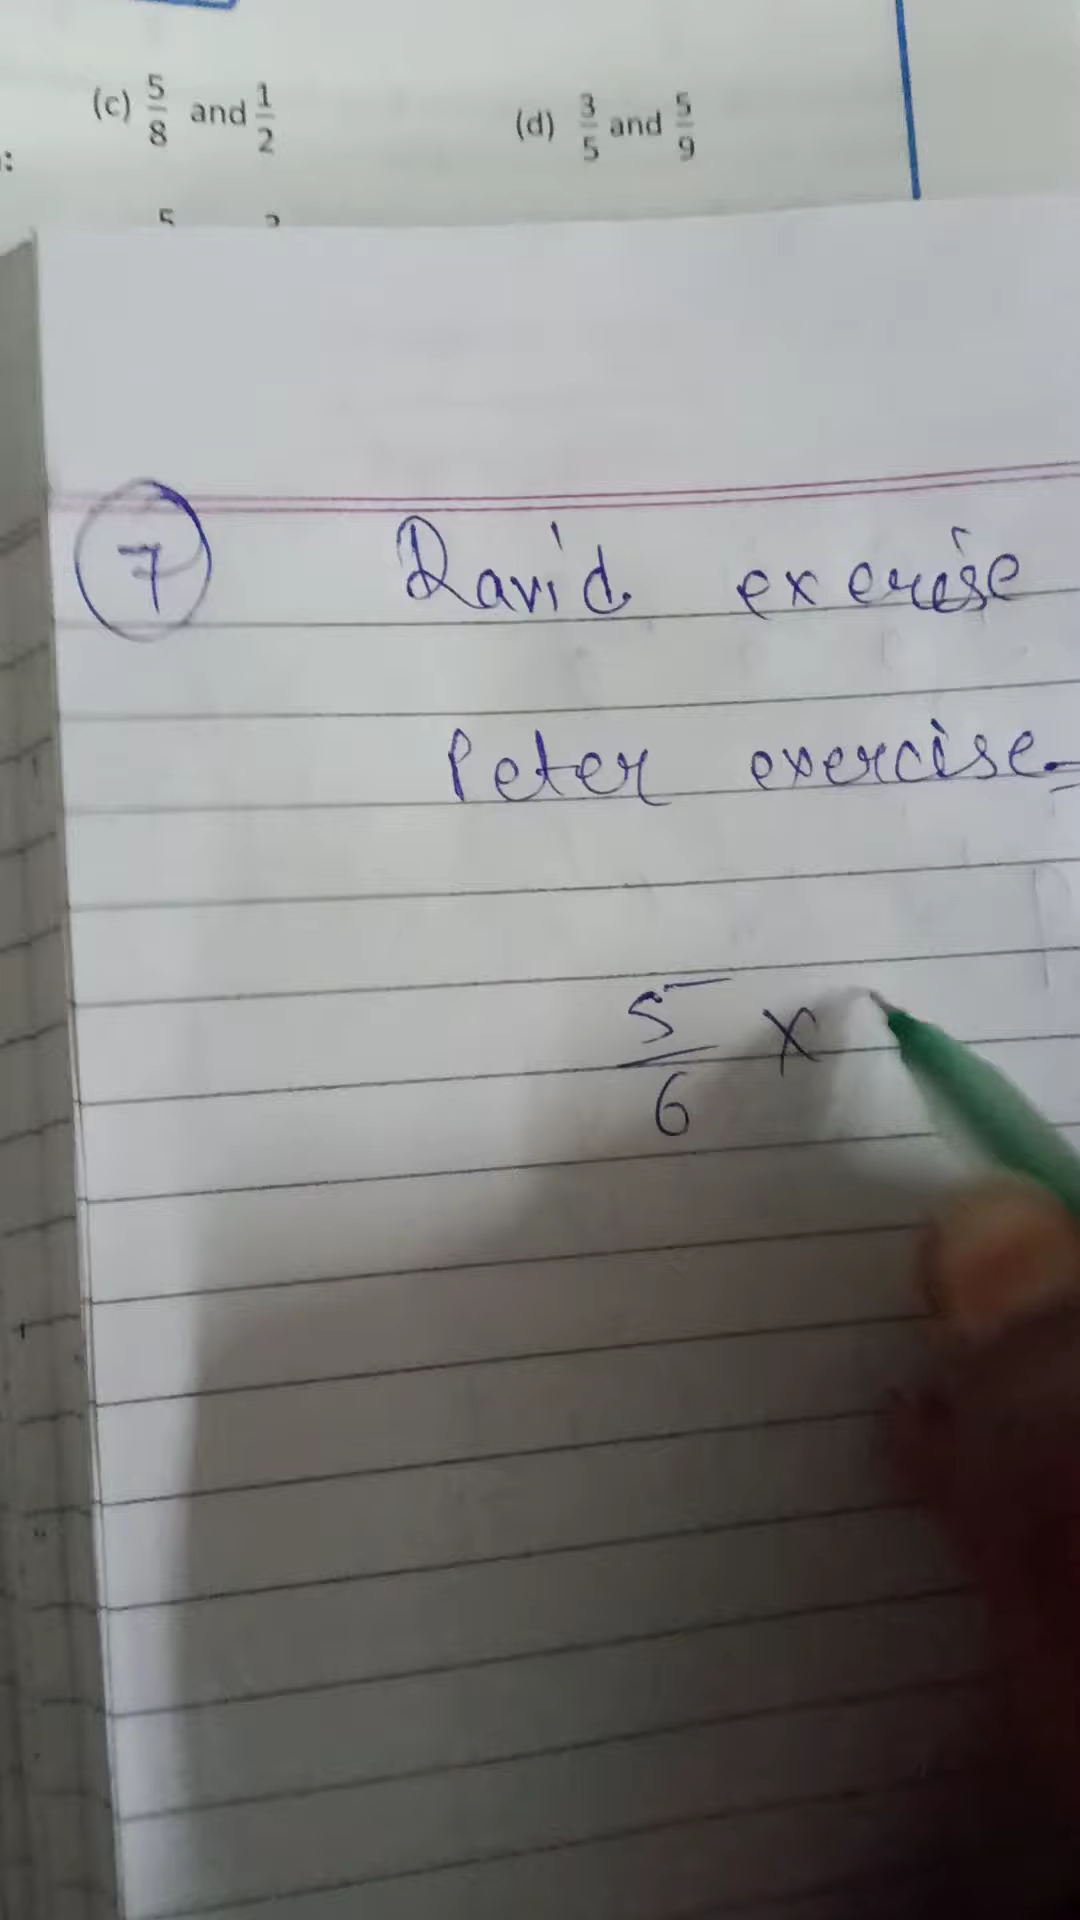 (c) 5/8 and 1/2 (d) 3/5 and 5/9
7 David exercise
Peter exercise =
5/6 ×